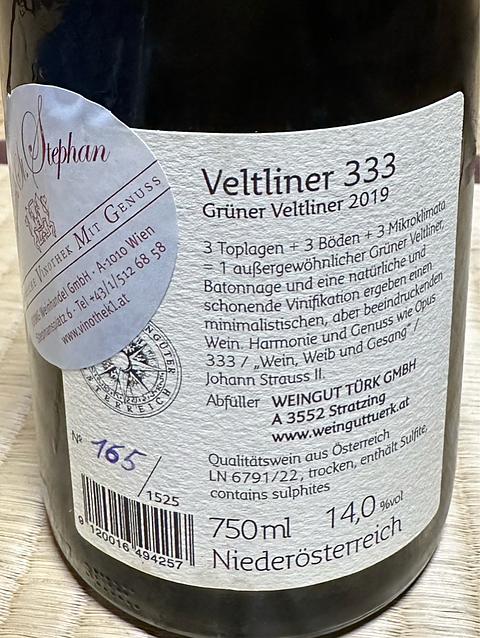 Stephan
VINOTHEK MIT GENUSS
Weinhandel GmbH · A-1010 Wien
Stephansplatz 6 · Tel +43/1/512 68 58
www.vinothek1.at
Veltliner 333
Grüner Veltliner 2019
3 Toplagen + 3 Böden + 3 Mikroklimata
= 1 außergewöhnlicher Grüner Veltliner,
Batonnage und eine natürliche und
schonende Vinifikation ergeben einen
minimalistischen, aber beeindruckenden
Wein. Harmonie und Genuss wie Opus
333 / „Wein, Weib und Gesang“ /
Johann Strauss II.
Abfüller WEINGUT TÜRK GMBH
A 3552 Stratzing
www.weinguttuerk.at
Qualitätswein aus Österreich
LN 6791/22, trocken, enthält Sulfite,
contains sulphites
ÖSTERREICH
Nº 165/
1525
9 120016 494257
750 ml 14,0 %vol
Niederösterreich